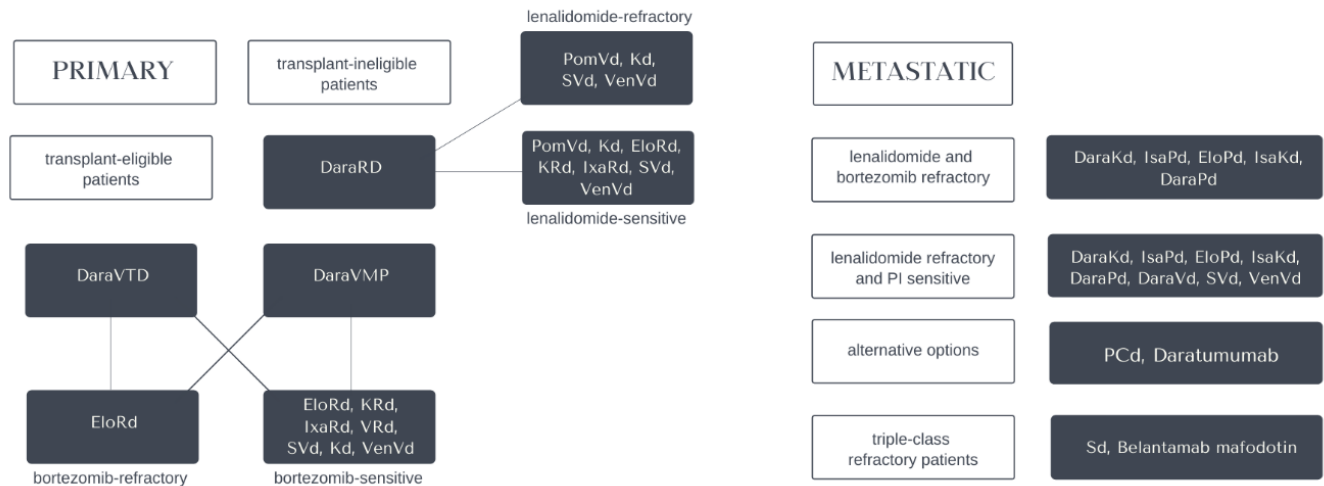 lenalidomide-refractory
PRIMARY
transplant-ineligible
patients
PomVd, Kd,
SVd, VenVd
transplant-eligible
patients
DaraRD
PomVd, Kd, EloRd,
KRd, IxaRd, SVd,
VenVd
lenalidomide-sensitive
DaraVTD
DaraVMP
EloRd
EloRd, KRd,
IxaRd, VRd,
SVd, Kd, VenVd
bortezomib-refractory
bortezomib-sensitive
METASTATIC
lenalidomide and
bortezomib refractory
DaraKd, IsaPd, EloPd, IsaKd,
DaraPd
lenalidomide refractory
and PI sensitive
DaraKd, IsaPd, EloPd, IsaKd,
DaraPd, DaraVd, SVd, VenVd
alternative options
PCd, Daratumumab
triple-class
refractory patients
Sd, Belantamab mafodotin